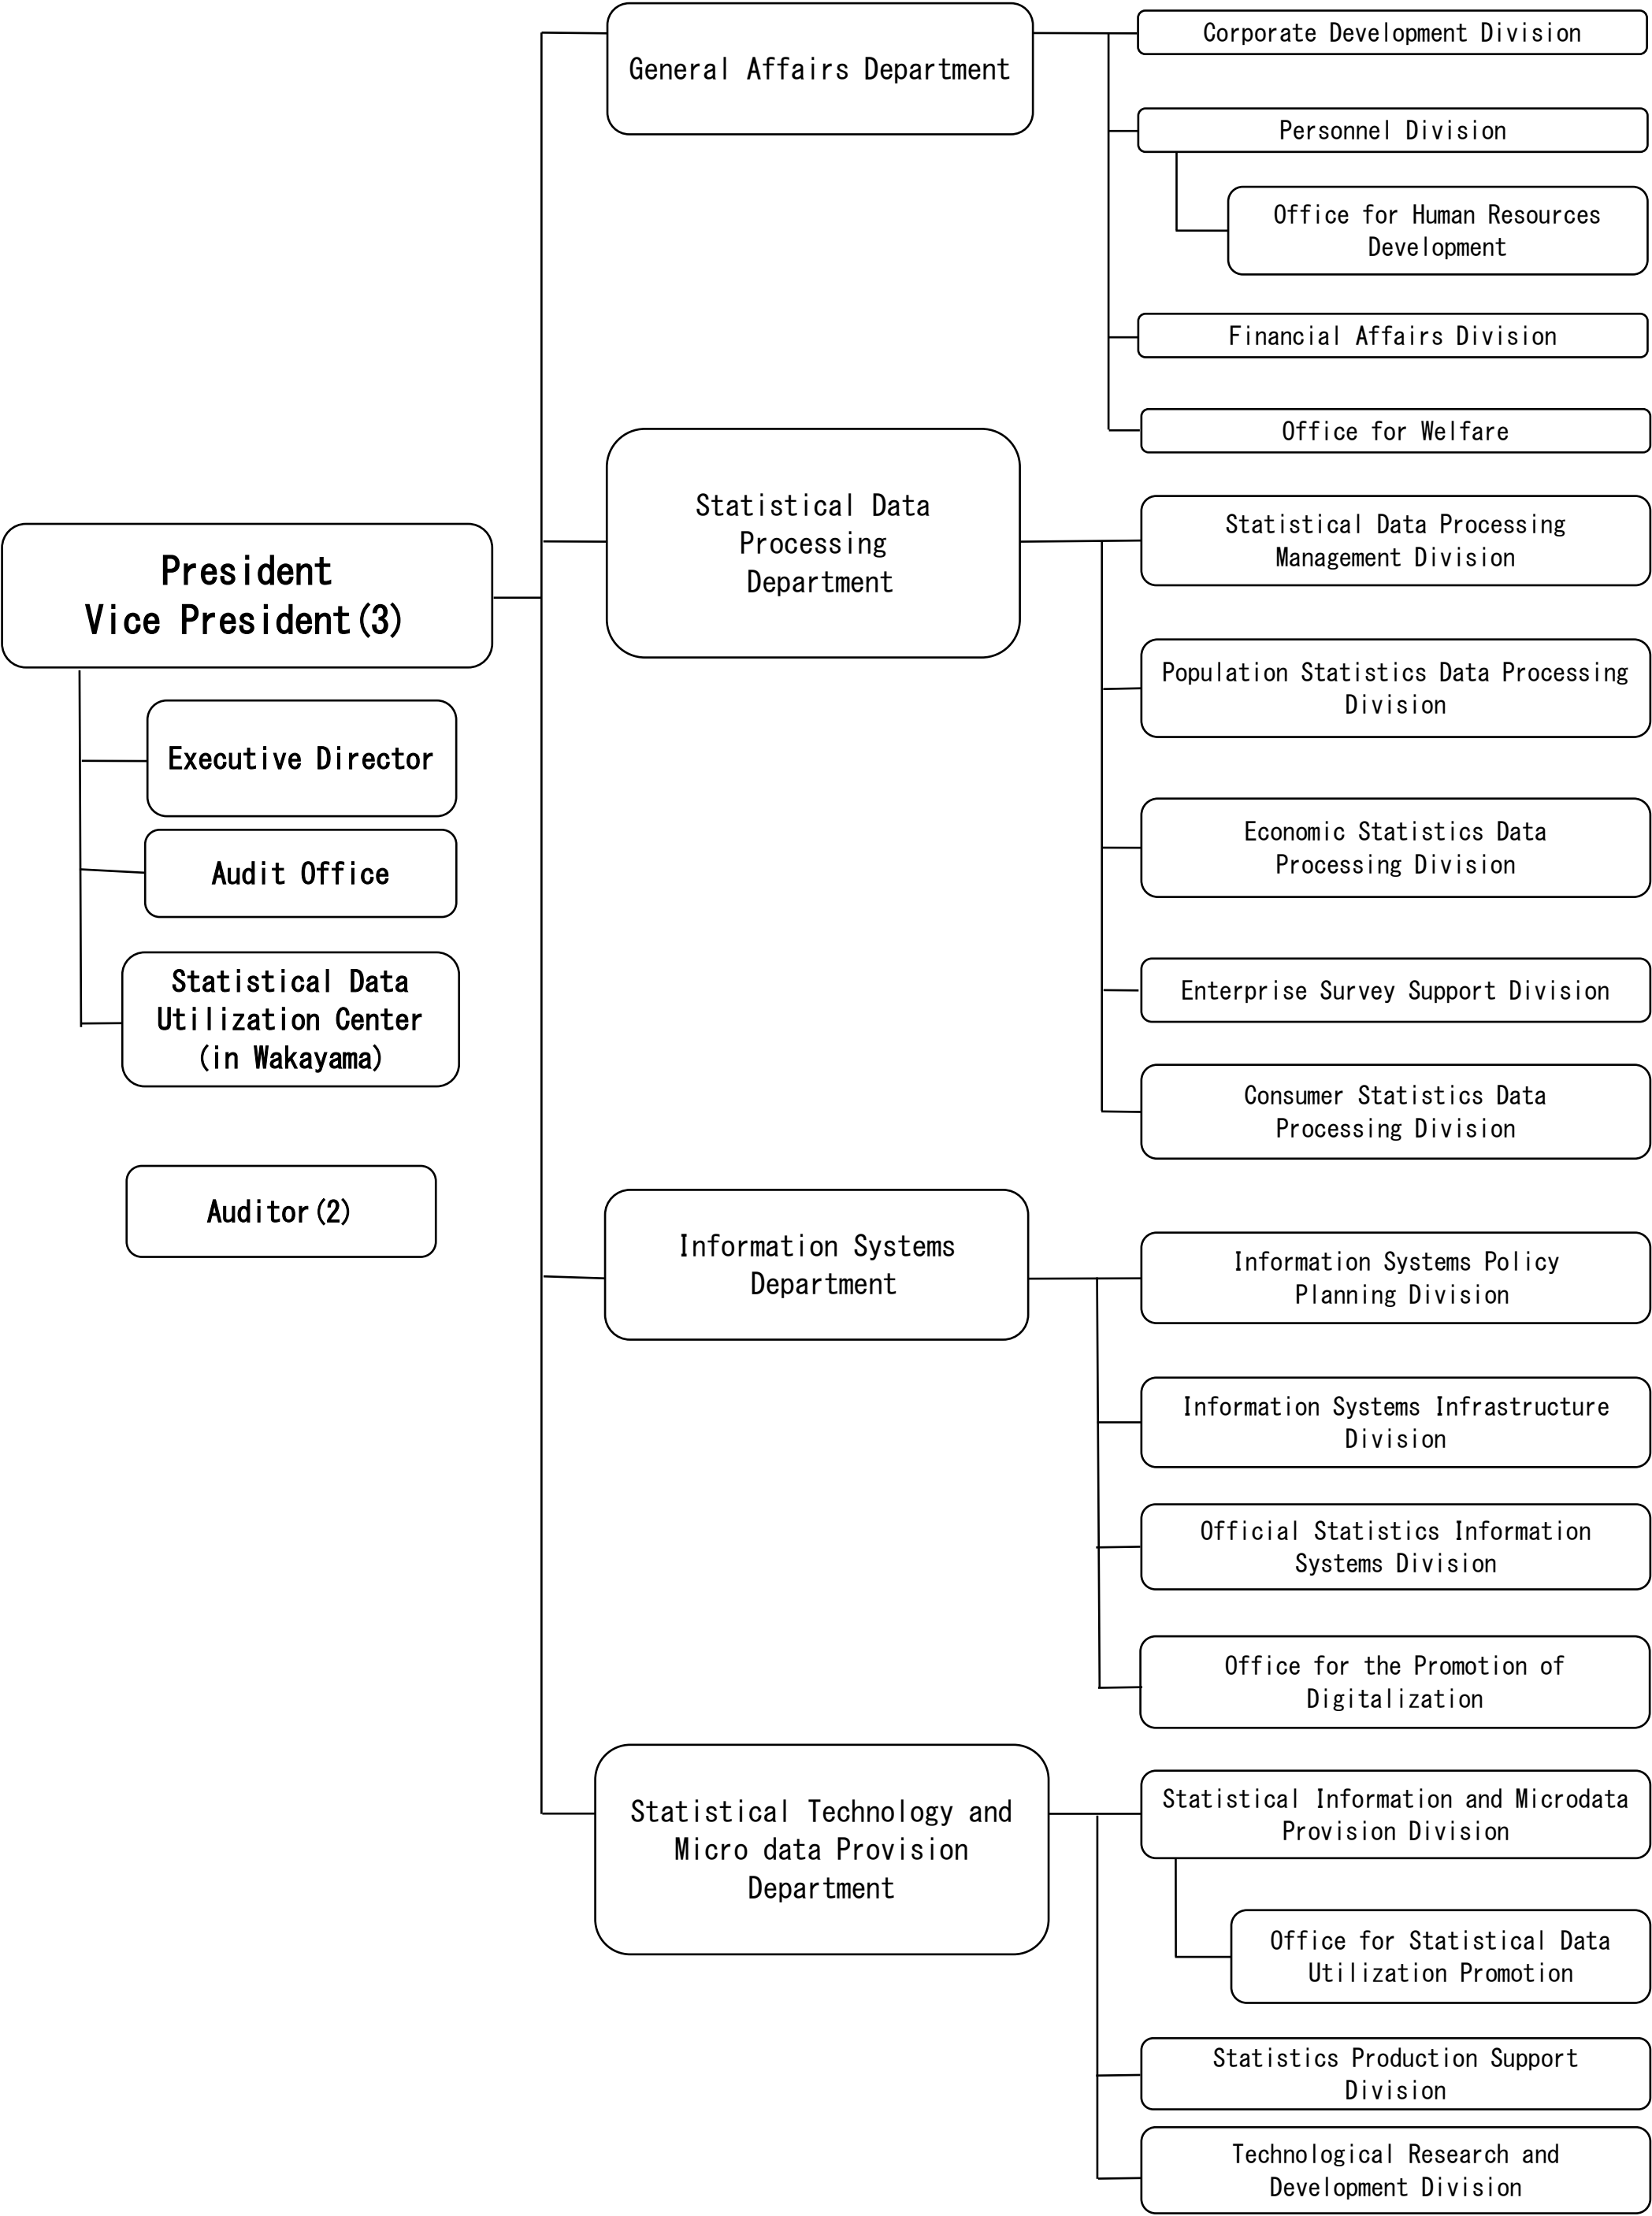 General Affairs Department
Corporate Development Division
Personnel Division
Office for Human Resources
Development
Financial Affairs Division
Office for Welfare
President
Vice President(3)
Executive Director
Audit Office
Statistical Data
Utilization Center
(in Wakayama)
Auditor(2)
Statistical Data
Processing
Department
Statistical Data Processing
Management Division
Population Statistics Data Processing
Division
Economic Statistics Data
Processing Division
Enterprise Survey Support Division
Consumer Statistics Data
Processing Division
Information Systems
Department
Information Systems Policy
Planning Division
Information Systems Infrastructure
Division
Official Statistics Information
Systems Division
Office for the Promotion of
Digitalization
Statistical Technology and
Micro data Provision
Department
Statistical Information and Microdata
Provision Division
Office for Statistical Data
Utilization Promotion
Statistics Production Support
Division
Technological Research and
Development Division